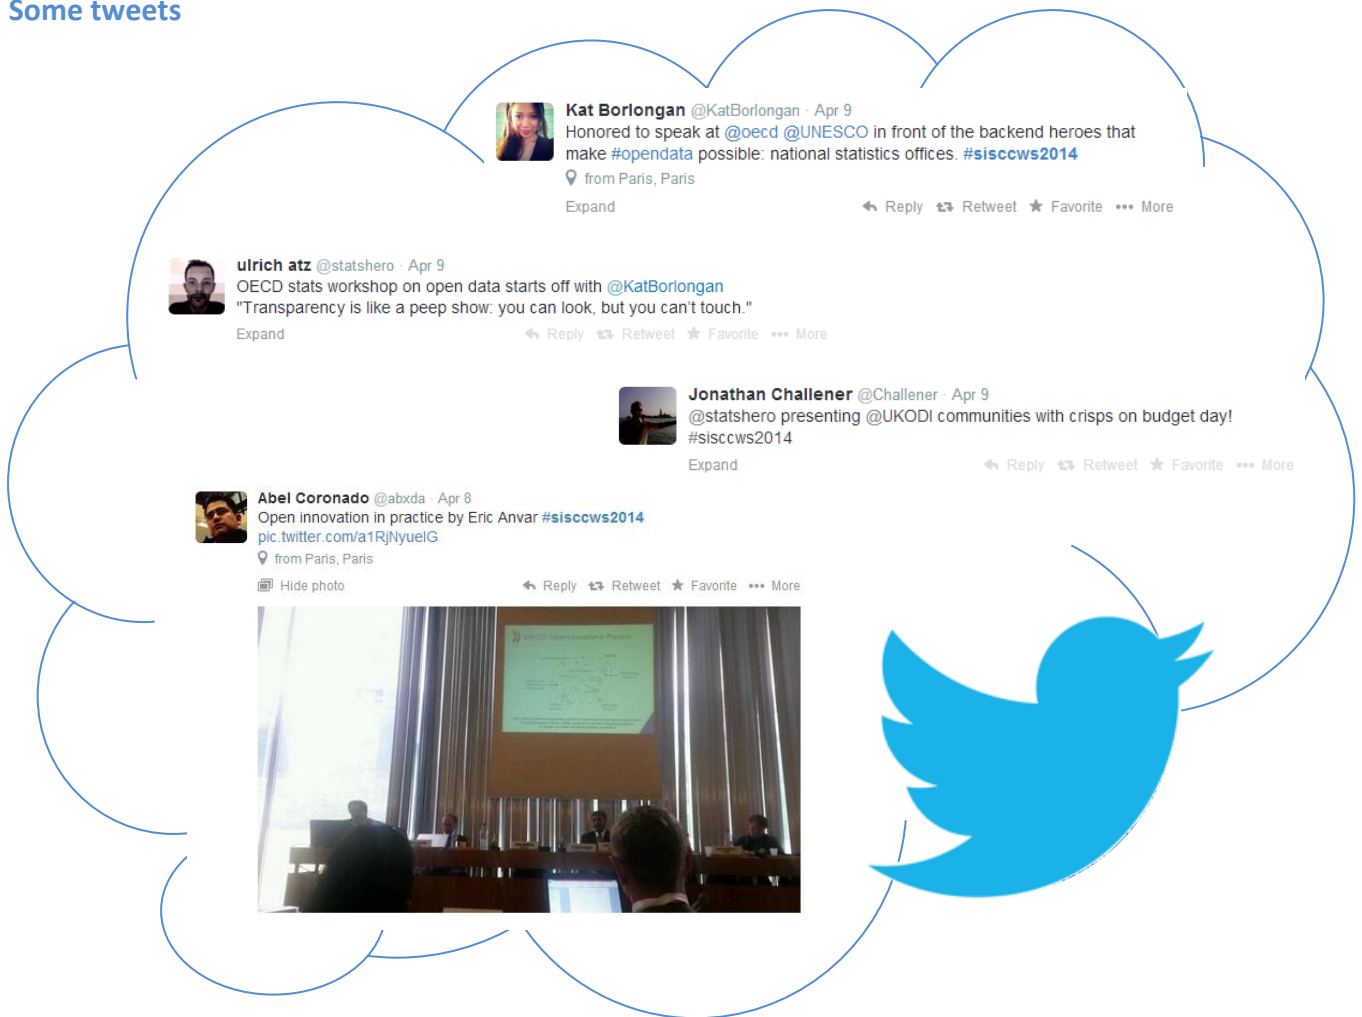 Some tweets
Kat Borlongan @KatBorlongan · Apr 9
Honored to speak at @oecd @UNESCO in front of the backend heroes that
make #opendata possible: national statistics offices. #sisccws2014
from Paris, Paris
Expand Reply Retweet Favorite More
ulrich atz @statshero · Apr 9
OECD stats workshop on open data starts off with @KatBorlongan
"Transparency is like a peep show: you can look, but you can't touch."
Expand Reply Retweet Favorite More
Jonathan Challener @Challener · Apr 9
@statshero presenting @UKODI communities with crisps on budget day!
#sisccws2014
Expand Reply Retweet Favorite More
Abel Coronado @abxda · Apr 8
Open innovation in practice by Eric Anvar #sisccws2014
pic.twitter.com/a1RjNyuelG
from Paris, Paris
Hide photo Reply Retweet Favorite More
Open Innovation in Practice